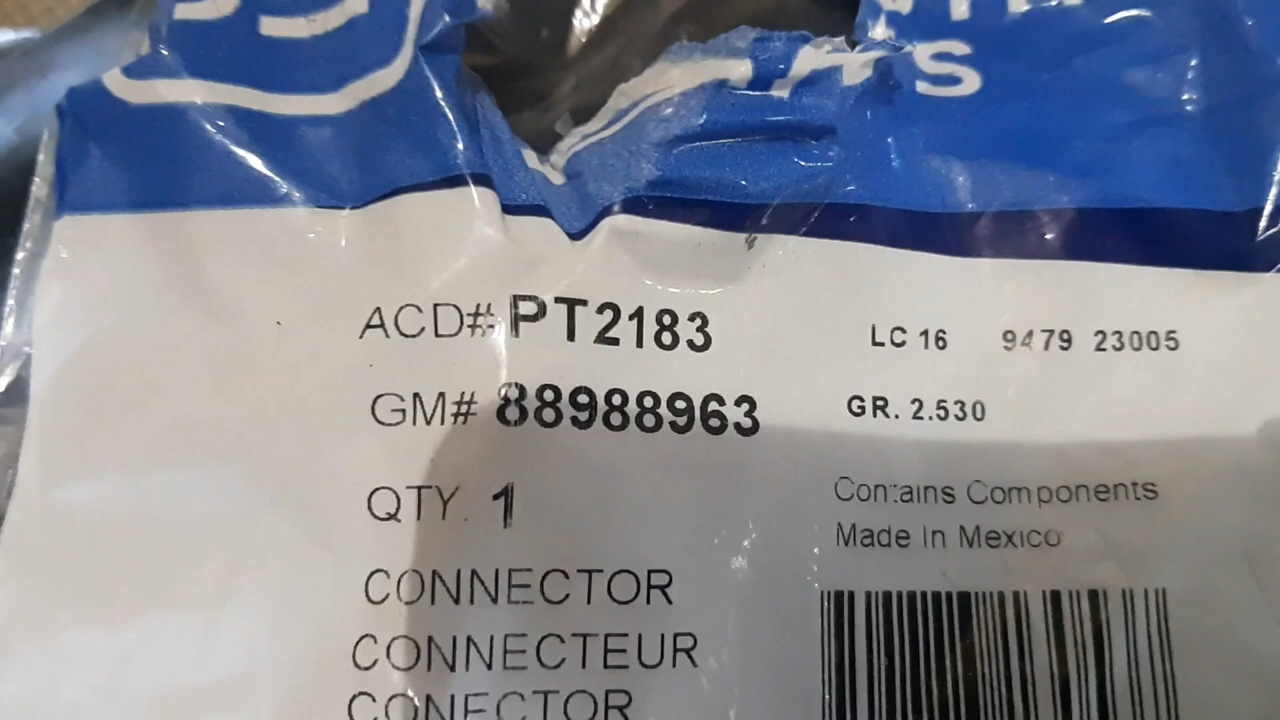 S
ACD# PT2183
LC 16 9479 23005
GM# 88988963
GR. 2.530
QTY. 1
Contains Components
Made In Mexico
CONNECTOR
CONNECTEUR
CONECTOR